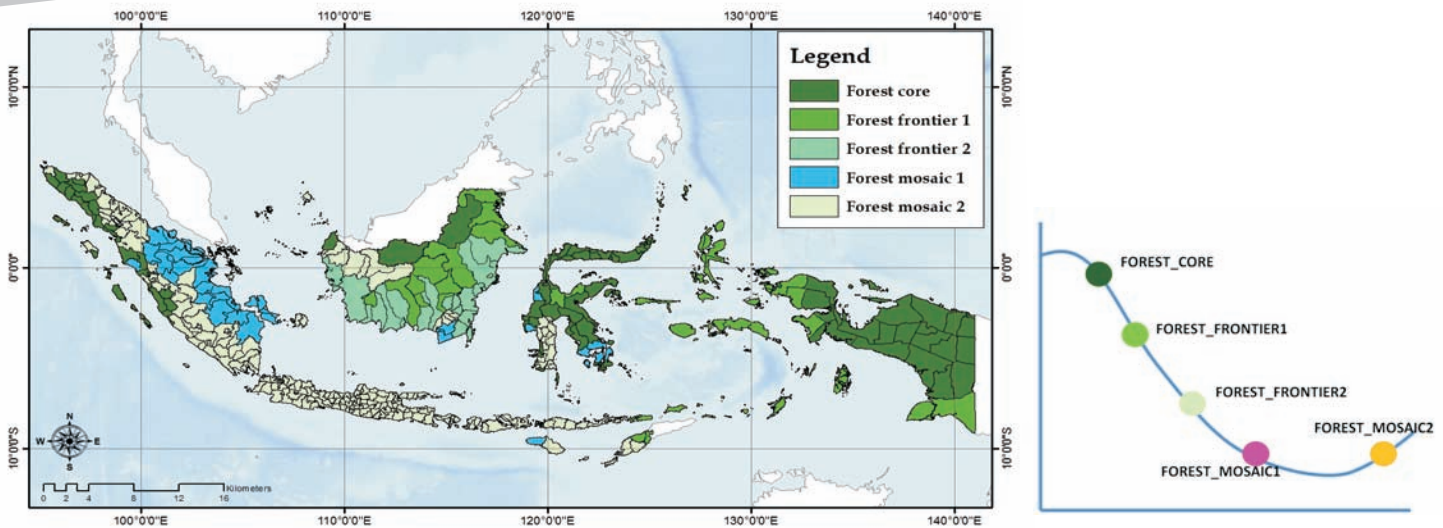 100°0'0"E 110°0'0"E 120°0'0"E 130°0'0"E 140°0'0"E
10°0'0"N
0°0'0"
10°0'0"S
10°0'0"N
0°0'0"
10°0'0"S
Legend
Forest core
Forest frontier 1
Forest frontier 2
Forest mosaic 1
Forest mosaic 2
N
W E
S
0 2 4 8 12 16
Kilometers
100°0'0"E 110°0'0"E 120°0'0"E 130°0'0"E 140°0'0"E
FOREST_CORE
FOREST_FRONTIER1
FOREST_FRONTIER2
FOREST_MOSAIC2
FOREST_MOSAIC1